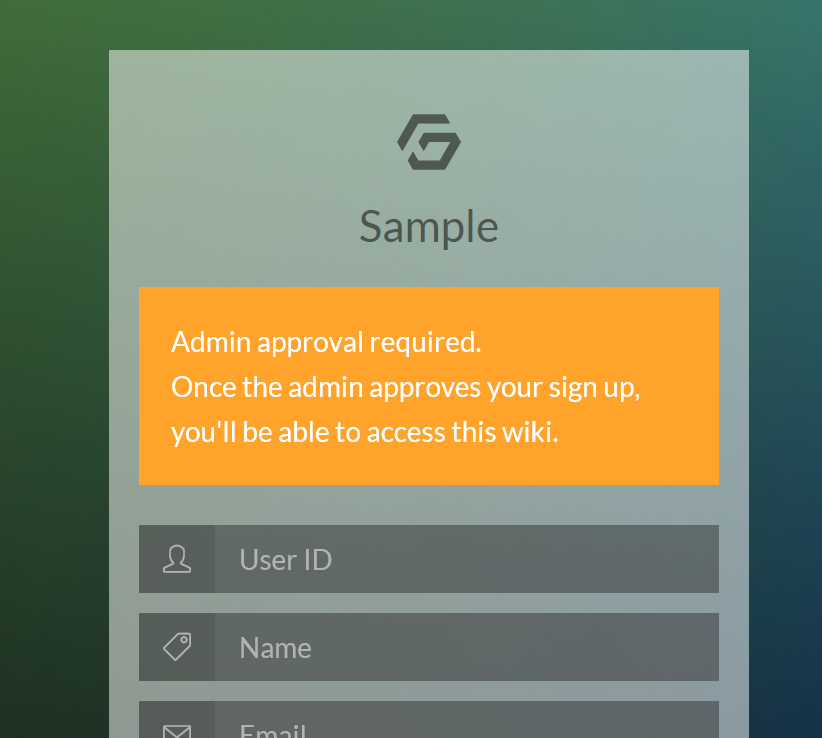 Sample
Admin approval required.
Once the admin approves your sign up,
you'll be able to access this wiki.
User ID
Name
Email